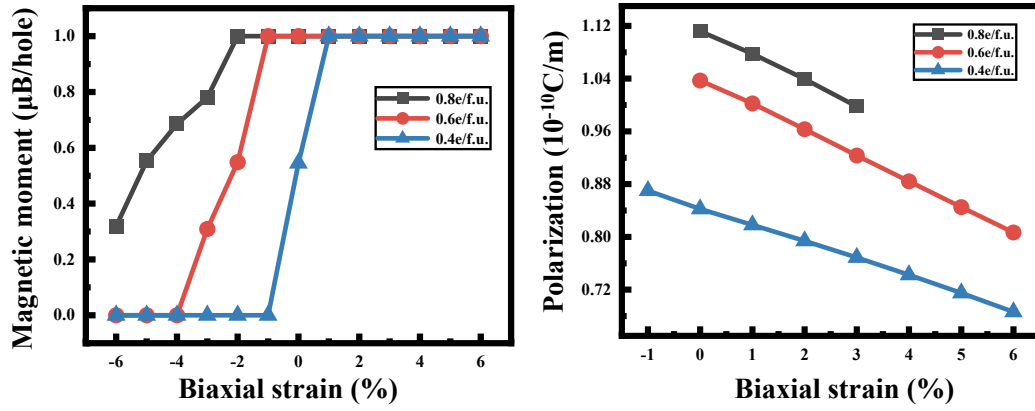 Magnetic moment (μB/hole)
1.0
0.8
0.6
0.4
0.2
0.0
0.8e/f.u.
0.6e/f.u.
0.4e/f.u.
-6 -4 -2 0 2 4 6
Biaxial strain (%)
Polarization (10⁻¹⁰C/m)
1.12
1.04
0.96
0.88
0.80
0.72
0.8e/f.u.
0.6e/f.u.
0.4e/f.u.
-1 0 1 2 3 4 5 6
Biaxial strain (%)